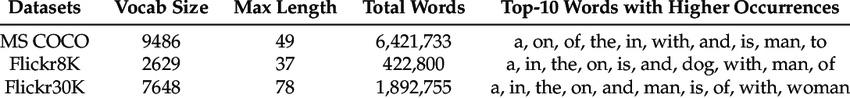 Datasets Vocab Size Max Length Total Words Top-10 Words with Higher Occurrences
MS COCO 9486 49 6,421,733 a, on, of, the, in, with, and, is, man, to
Flickr8K 2629 37 422,800 a, in, the, on, is, and, dog, with, man, of
Flickr30K 7648 78 1,892,755 a, in, the, on, and, man, is, of, with, woman